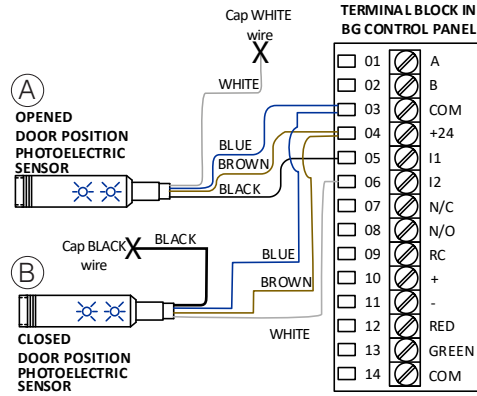 TERMINAL BLOCK IN
BG CONTROL PANEL
Cap WHITE
wire
WHITE
A
OPENED
DOOR POSITION
PHOTOELECTRIC
SENSOR
BLUE
BROWN
BLACK
01 A
02 B
03 COM
04 +24
05 I1
06 I2
07 N/C
08 N/O
09 RC
10 +
11 -
12 RED
13 GREEN
14 COM
Cap BLACK
wire
BLACK
B
BLUE
BROWN
WHITE
CLOSED
DOOR POSITION
PHOTOELECTRIC
SENSOR